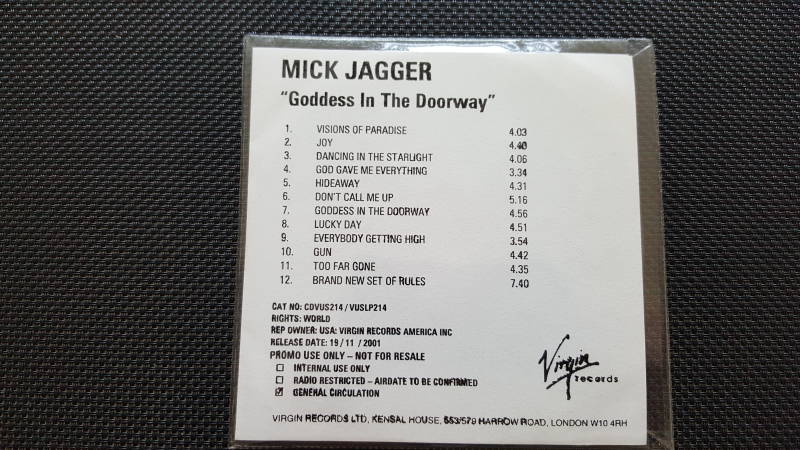 MICK JAGGER
"Goddess In The Doorway"
1. VISIONS OF PARADISE 4.03
2. JOY 4.40
3. DANCING IN THE STARLIGHT 4.06
4. GOD GAVE ME EVERYTHING 3.34
5. HIDEAWAY 4.31
6. DON'T CALL ME UP 5.16
7. GODDESS IN THE DOORWAY 4.56
8. LUCKY DAY 4.51
9. EVERYBODY GETTING HIGH 3.54
10. GUN 4.42
11. TOO FAR GONE 4.35
12. BRAND NEW SET OF RULES 7.40
CAT NO: CDVUS214 / VUSLP214
RIGHTS: WORLD
REP OWNER: USA: VIRGIN RECORDS AMERICA INC
RELEASE DATE: 19 / 11 / 2001
PROMO USE ONLY – NOT FOR RESALE
INTERNAL USE ONLY
RADIO RESTRICTED – AIRDATE TO BE CONFIRMED
GENERAL CIRCULATION
Virgin
records
VIRGIN RECORDS LTD, KENSAL HOUSE, 553/579 HARROW ROAD, LONDON W10 4RH